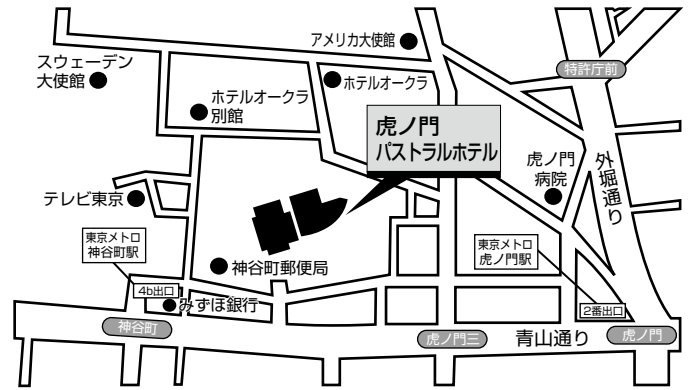 アメリカ大使館
スウェーデン
大使館
特許庁前
ホテルオークラ
ホテルオークラ
別館
虎ノ門
パストラルホテル
虎ノ門
病院
外堀通り
テレビ東京
東京メトロ
神谷町駅
東京メトロ
虎ノ門駅
神谷町郵便局
4b出口
みずほ銀行
2番出口
神谷町
虎ノ門三
青山通り
虎ノ門